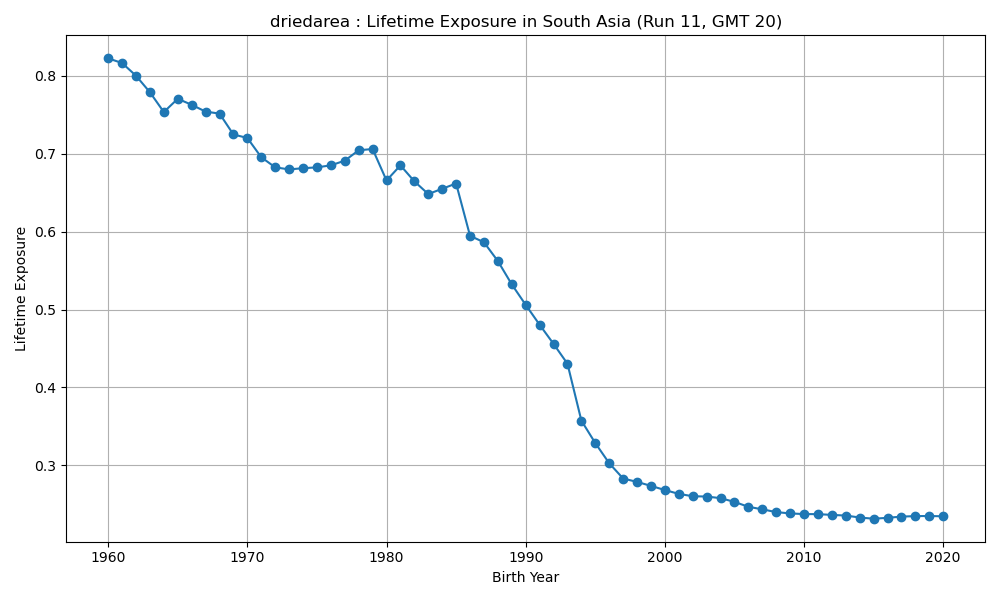 driedarea : Lifetime Exposure in South Asia (Run 11, GMT 20)
Lifetime Exposure
0.8
0.7
0.6
0.5
0.4
0.3
1960 1970 1980 1990 2000 2010 2020
Birth Year